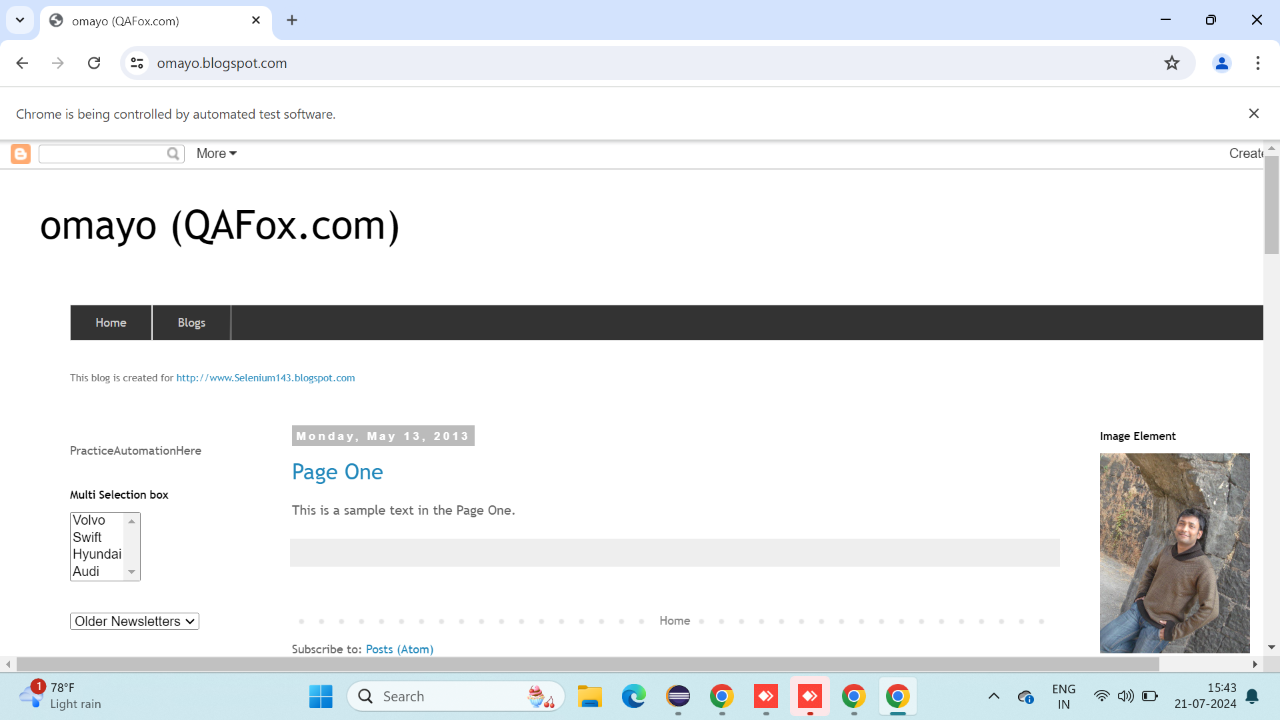 omayo (QAFox.com)
omayo.blogspot.com
Chrome is being controlled by automated test software.
More
Create
omayo (QAFox.com)
Home
Blogs
This blog is created for http://www.Selenium143.blogspot.com
PracticeAutomationHere
Multi Selection box
Volvo
Swift
Hyundai
Audi
Older Newsletters
Monday, May 13, 2013
Page One
This is a sample text in the Page One.
Home
Subscribe to: Posts (Atom)
Image Element
1
78°F
Light rain
Search
ENG
IN
15:43
21-07-2024